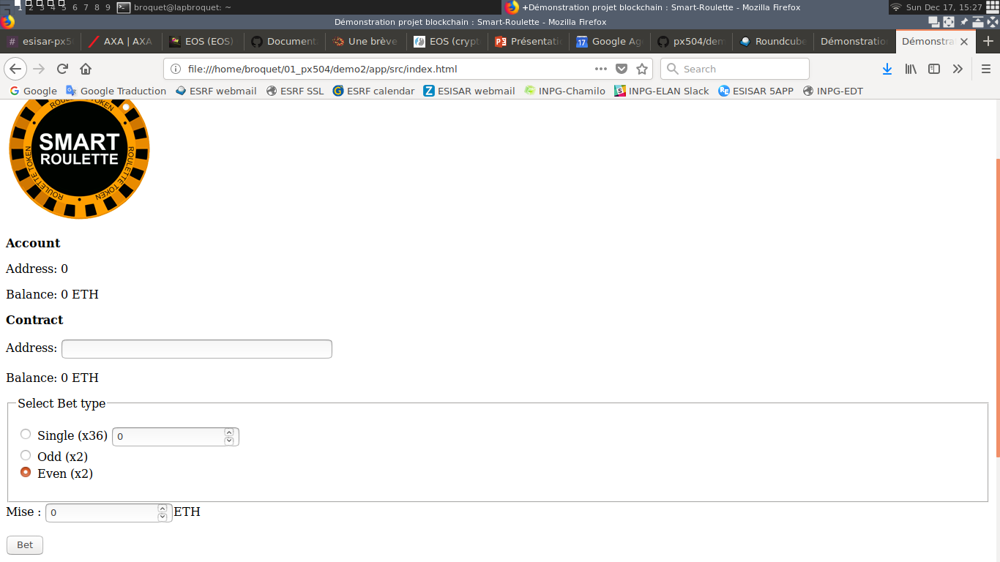 1 2 3 4 5 6 7 8 9 broquet@lapbroquet: ~ +Démonstration projet blockchain : Smart-Roulette - Mozilla Firefox Sun Dec 17, 15:27
Démonstration projet blockchain : Smart-Roulette - Mozilla Firefox
# esisar-px5 AXA | AXA EOS (EOS) Document Une brève EOS (crypt Présentati 17 Google Ag px504/dem Roundcube Démonstration Démonstra
file:///home/broquet/01_px504/demo2/app/src/index.html Search
Google Google Traduction ESRF webmail ESRF SSL ESRF calendar ESISAR webmail INPG-Chamilo INPG-ELAN Slack ESISAR 5APP INPG-EDT
ROULETTE TOKEN
SMART
ROULETTE
ROULETTE TOKEN
ROULETTE TOKEN
Account
Address: 0
Balance: 0 ETH
Contract
Address:
Balance: 0 ETH
Select Bet type
Single (x36) 0
Odd (x2)
Even (x2)
Mise : 0 ETH
Bet